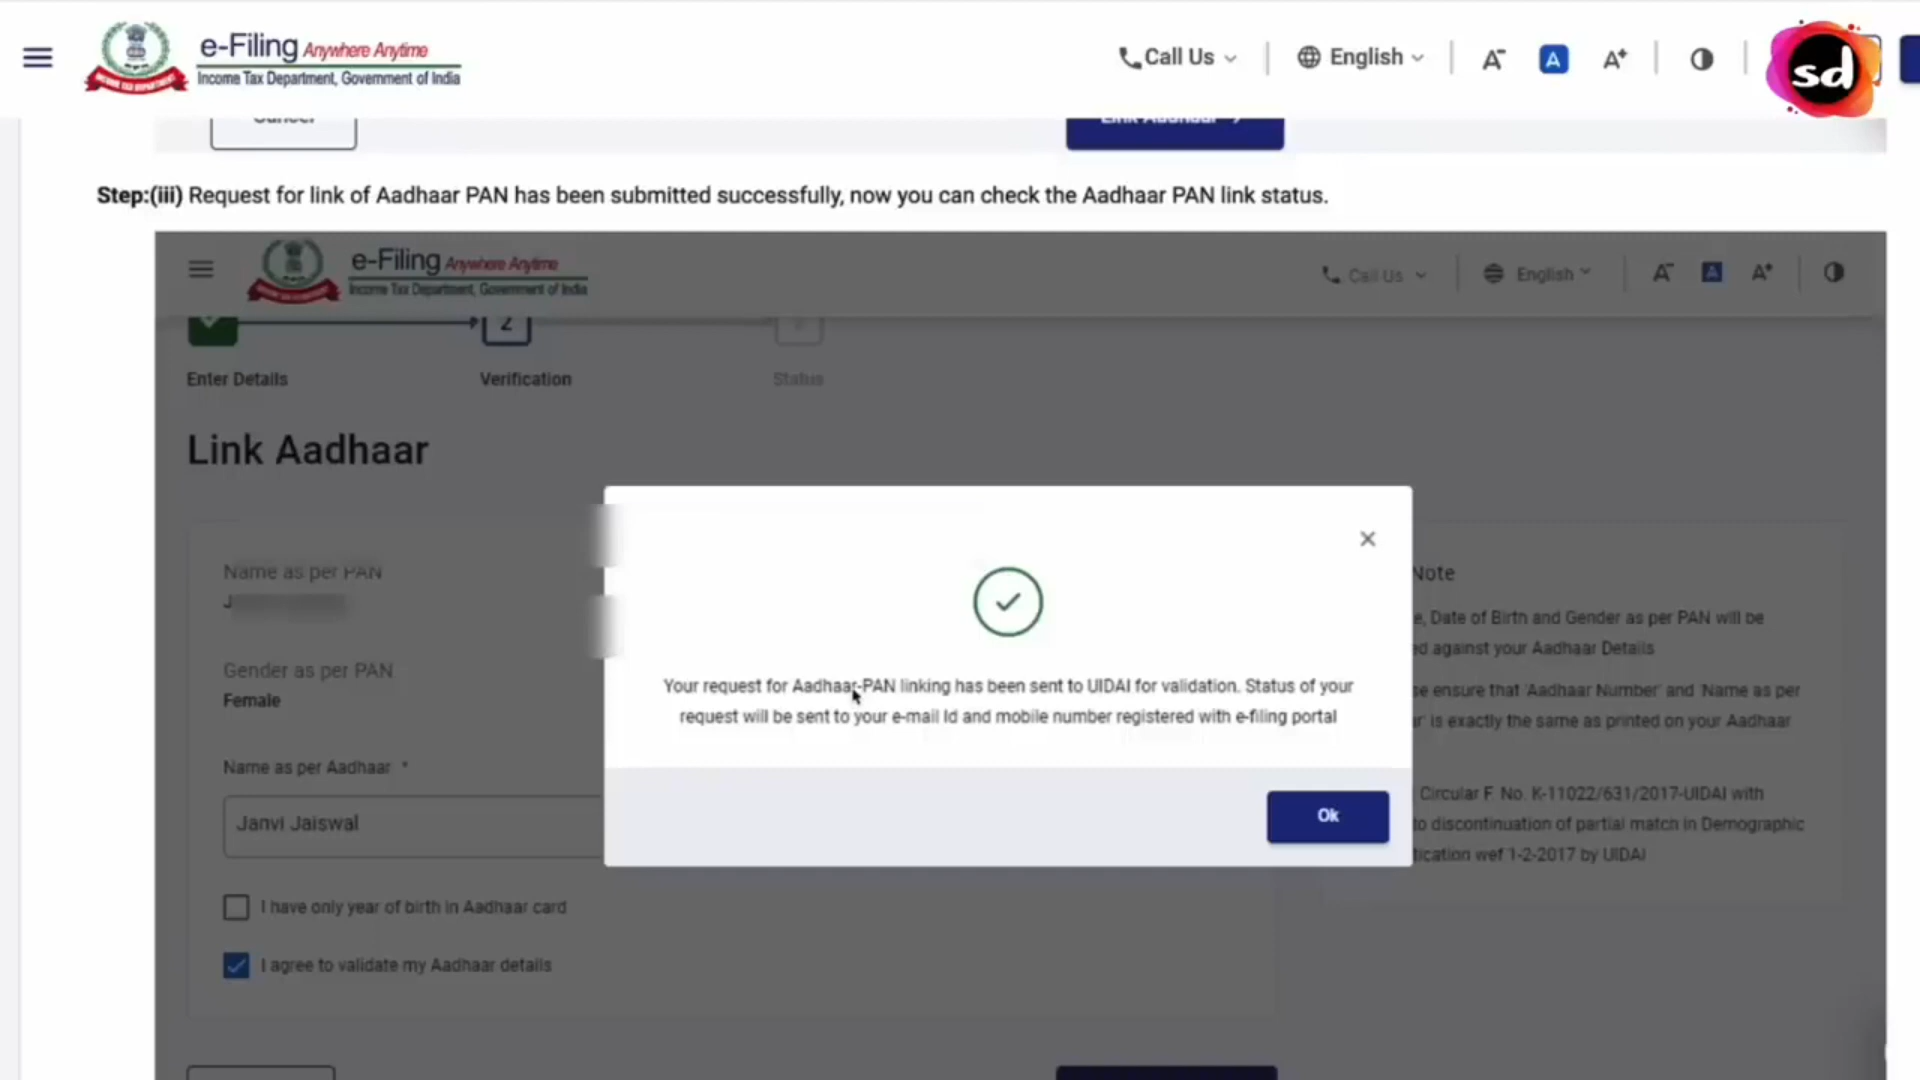 e-Filing Anywhere Anytime
Income Tax Department, Government of India
Call Us
English
A-
A
A+
sd
Cancel
Link Aadhaar >
Step:(iii) Request for link of Aadhaar PAN has been submitted successfully, now you can check the Aadhaar PAN link status.
e-Filing Anywhere Anytime
Income Tax Department, Government of India
Call Us
English
A-
A
A+
2
Enter Details
Verification
Status
Link Aadhaar
Name as per PAN
J
Gender as per PAN
Female
Name as per Aadhaar *
Janvi Jaiswal
I have only year of birth in Aadhaar card
I agree to validate my Aadhaar details
Your request for Aadhaar-PAN linking has been sent to UIDAI for validation. Status of your
request will be sent to your e-mail Id and mobile number registered with e-filing portal
Ok
Note
e, Date of Birth and Gender as per PAN will be
ed against your Aadhaar Details
se ensure that 'Aadhaar Number' and 'Name as per
ar' is exactly the same as printed on your Aadhaar
Circular F. No. K-11022/631/2017-UIDAI with
to discontinuation of partial match in Demographic
tication wef 1-2-2017 by UIDAI